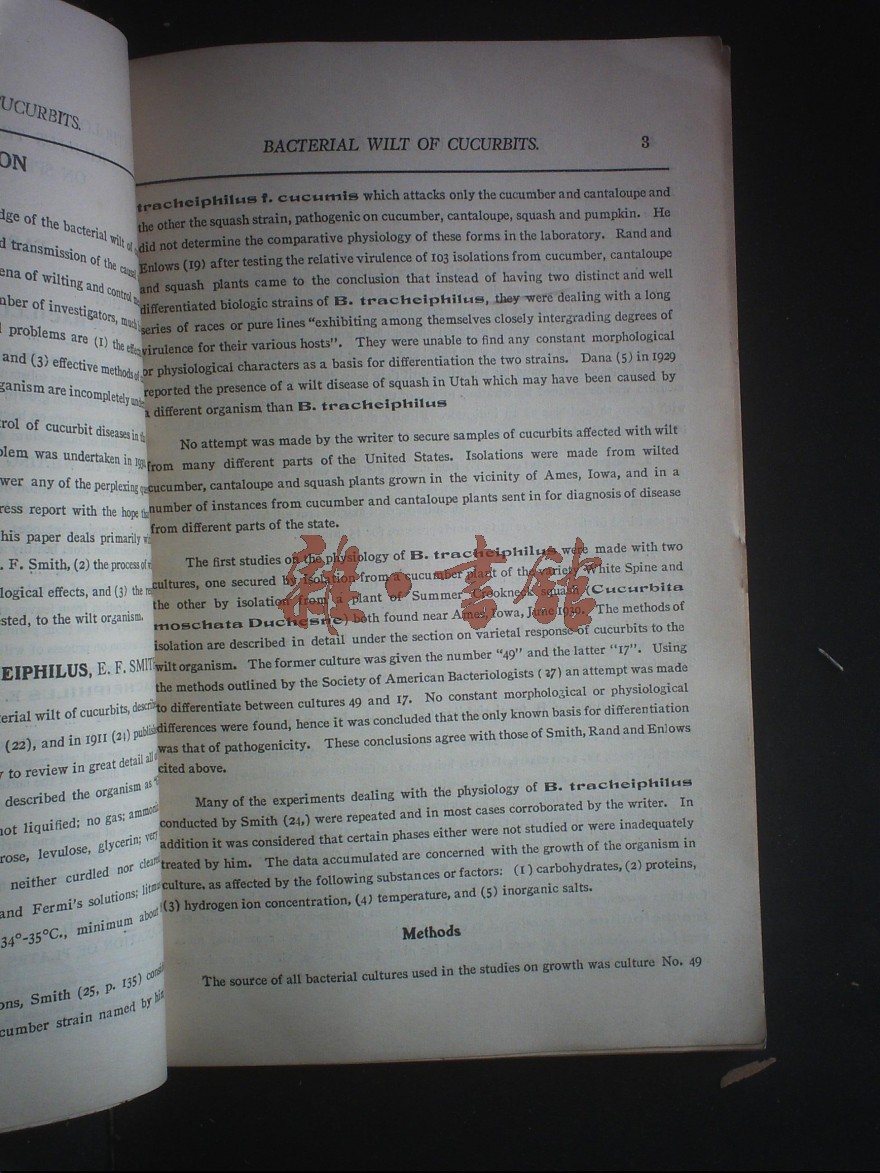 CUCURBITS.
ON
dge of the bacterial wilt of
d transmission of the causal
ena of wilting and control
mber of investigators, much
problems are (1) the
and (3) effective methods of
ganism are incompletely
rol of cucurbit diseases in
blem was undertaken in
wer any of the perplexing
ress report with the hope
his paper deals primarily
. F. Smith, (2) the process of
logical effects, and (3) the
sted, to the wilt organism.
EIPHILUS, E. F. SMIT
erial wilt of cucurbits,
(22), and in 1911 (24)
y to review in great detail all
described the organism as
not liquified; no gas;
rose, levulose, glycerin; very
neither curdled nor
and Fermi's solutions;
34°-35°C., minimum about
ons, Smith (25, p. 135)
cumber strain named by
BACTERIAL WILT OF CUCURBITS. 3
tracheiphilus f. cucumis which attacks only the cucumber and cantaloupe and
the other the squash strain, pathogenic on cucumber, cantaloupe, squash and pumpkin. He
did not determine the comparative physiology of these forms in the laboratory. Rand and
Enlows (19) after testing the relative virulence of 103 isolations from cucumber, cantaloupe
and squash plants came to the conclusion that instead of having two distinct and well
differentiated biologic strains of B. tracheiphilus, they were dealing with a long
series of races or pure lines "exhibiting among themselves closely intergrading degrees of
virulence for their various hosts". They were unable to find any constant morphological
or physiological characters as a basis for differentiation the two strains. Dana (5) in 1929
reported the presence of a wilt disease of squash in Utah which may have been caused by
a different organism than B. tracheiphilus
No attempt was made by the writer to secure samples of cucurbits affected with wilt
from many different parts of the United States. Isolations were made from wilted
cucumber, cantaloupe and squash plants grown in the vicinity of Ames, Iowa, and in a
number of instances from cucumber and cantaloupe plants sent in for diagnosis of disease
from different parts of the state.
The first studies on the physiology of B. tracheiphilus were made with two
cultures, one secured by isolation from a cucumber plant of the variety White Spine and
the other by isolation from a plant of Summer Crookneck squash (Cucurbita
moschata Duchesne) both found near Ames, Iowa, June 1930. The methods of
isolation are described in detail under the section on varietal response of cucurbits to the
wilt organism. The former culture was given the number "49" and the latter "17". Using
the methods outlined by the Society of American Bacteriologists (27) an attempt was made
to differentiate between cultures 49 and 17. No constant morphological or physiological
differences were found, hence it was concluded that the only known basis for differentiation
was that of pathogenicity. These conclusions agree with those of Smith, Rand and Enlows
cited above.
Many of the experiments dealing with the physiology of B. tracheiphilus
conducted by Smith (24,) were repeated and in most cases corroborated by the writer. In
addition it was considered that certain phases either were not studied or were inadequately
treated by him. The data accumulated are concerned with the growth of the organism in
culture, as affected by the following substances or factors: (1) carbohydrates, (2) proteins,
(3) hydrogen ion concentration, (4) temperature, and (5) inorganic salts.
Methods
The source of all bacterial cultures used in the studies on growth was culture No. 49
雜·書館